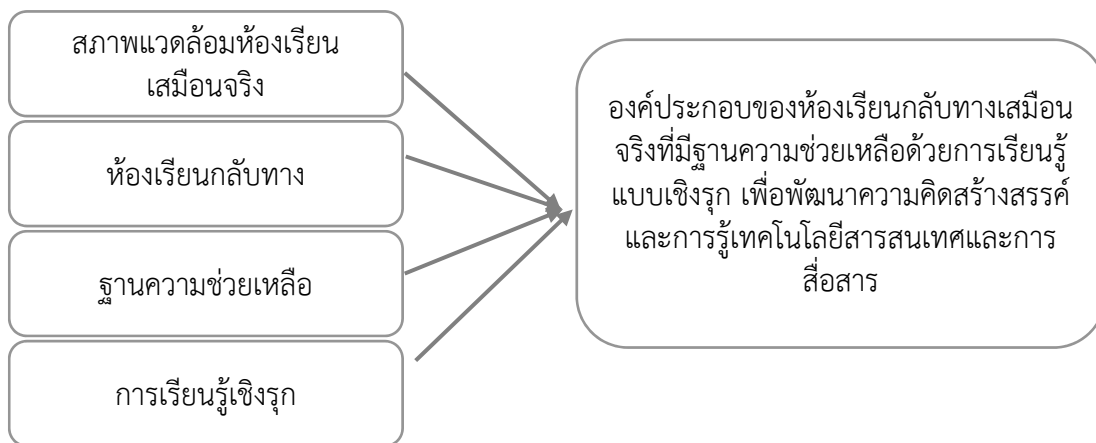 สภาพแวดล้อมห้องเรียน
เสมือนจริง
ห้องเรียนกลับทาง
ฐานความช่วยเหลือ
การเรียนรู้เชิงรุก
องค์ประกอบของห้องเรียนกลับทางเสมือน
จริงที่มีฐานความช่วยเหลือด้วยการเรียนรู้
แบบเชิงรุก เพื่อพัฒนาความคิดสร้างสรรค์
และการรู้เทคโนโลยีสารสนเทศและการ
สื่อสาร